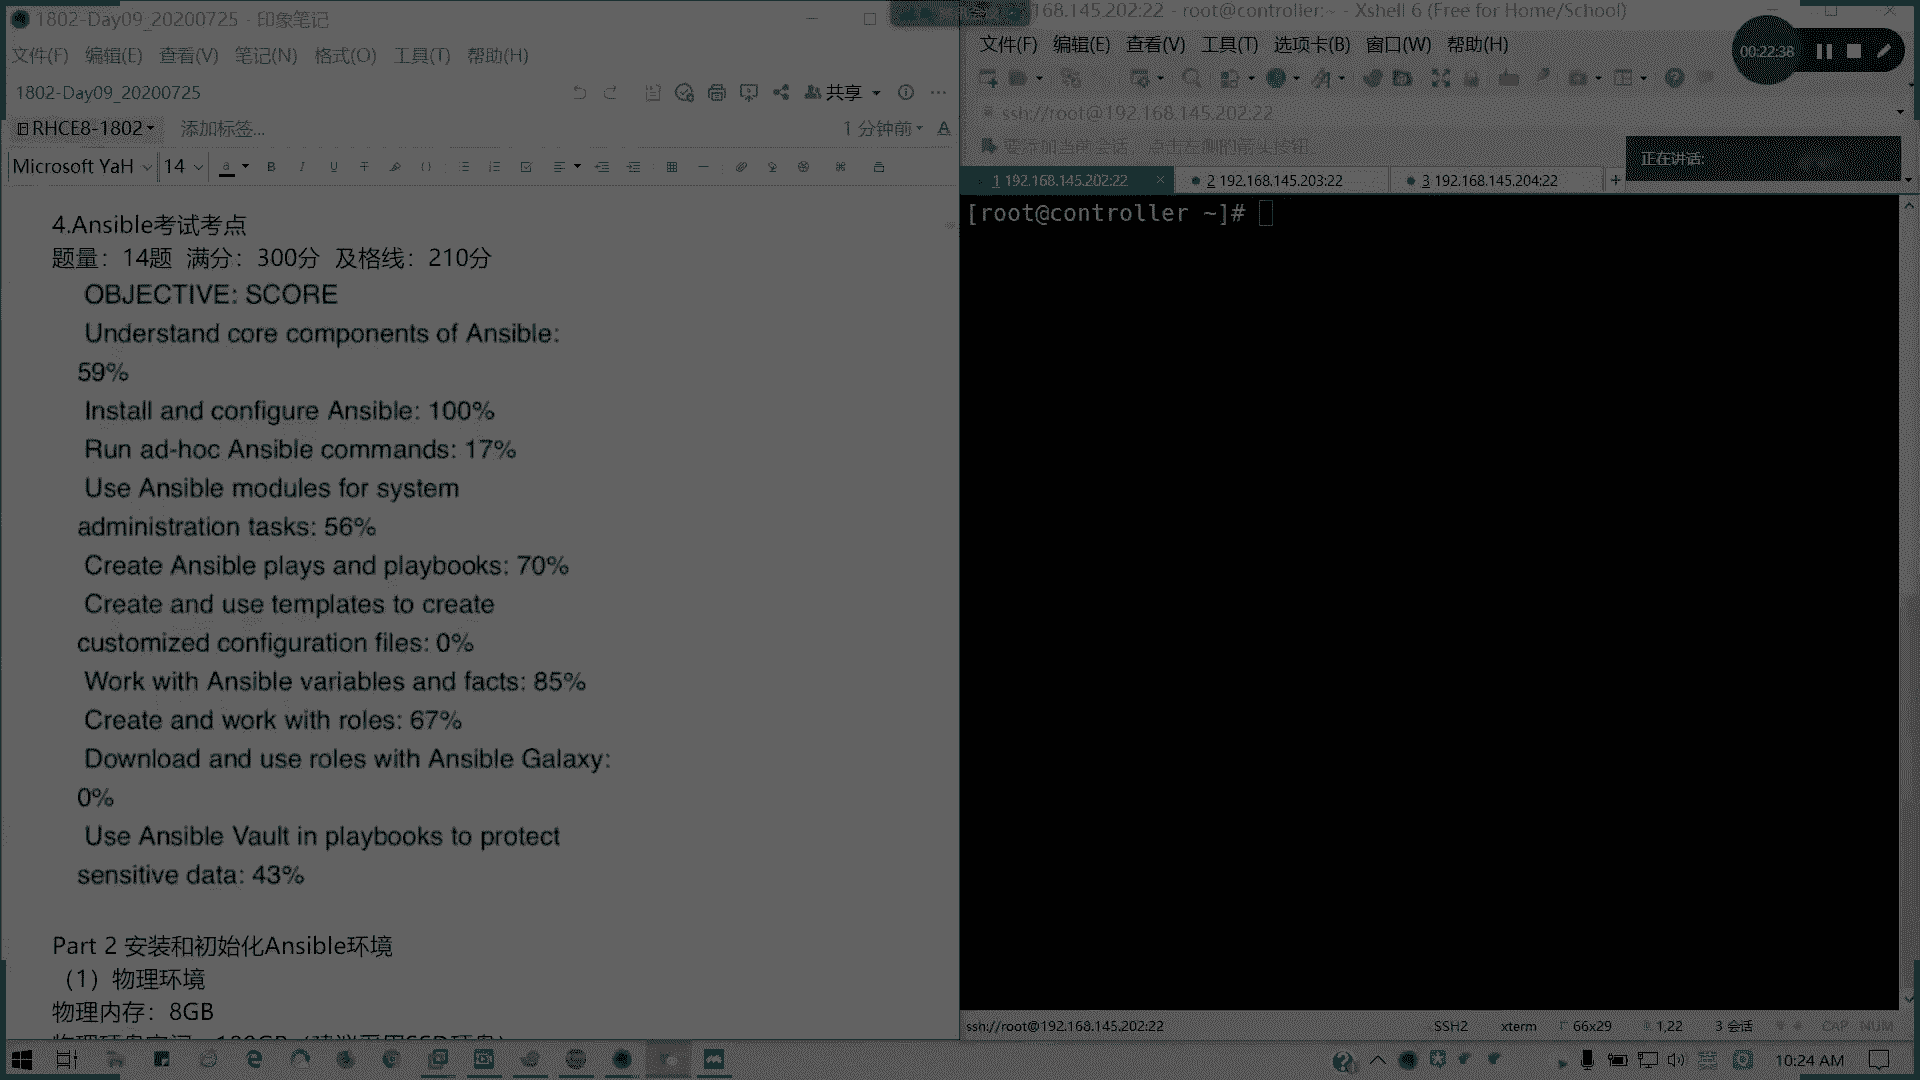 1802-Day09_20200725 - 印象笔记
文件(F) 编辑(E) 查看(V) 笔记(N) 格式(O) 工具(T) 帮助(H)
1802-Day09_20200725
共享
RHCE8-1802
添加标签...
1 分钟前
Microsoft YaH 14
4.Ansible考试考点
题量：14题 满分：300分 及格线：210分
OBJECTIVE: SCORE
Understand core components of Ansible:
59%
Install and configure Ansible: 100%
Run ad-hoc Ansible commands: 17%
Use Ansible modules for system
administration tasks: 56%
Create Ansible plays and playbooks: 70%
Create and use templates to create
customized configuration files: 0%
Work with Ansible variables and facts: 85%
Create and work with roles: 67%
Download and use roles with Ansible Galaxy:
0%
Use Ansible Vault in playbooks to protect
sensitive data: 43%
Part 2 安装和初始化Ansible环境
（1）物理环境
物理内存：8GB
168.145.202:22 - root@controller:~ - Xshell 6 (Free for Home/School)
文件(F) 编辑(E) 查看(V) 工具(T) 选项卡(B) 窗口(W) 帮助(H)
00:22:38
ssh://root@192.168.145.202:22
要添加当前会话，点击左侧的箭头按钮。
正在讲话:
1 192.168.145.202:22
2 192.168.145.203:22
3 192.168.145.204:22
[root@controller ~]#
ssh://root@192.168.145.202:22
SSH2 xterm 66x29 1,22 3 会话 CAP NUM
英
10:24 AM